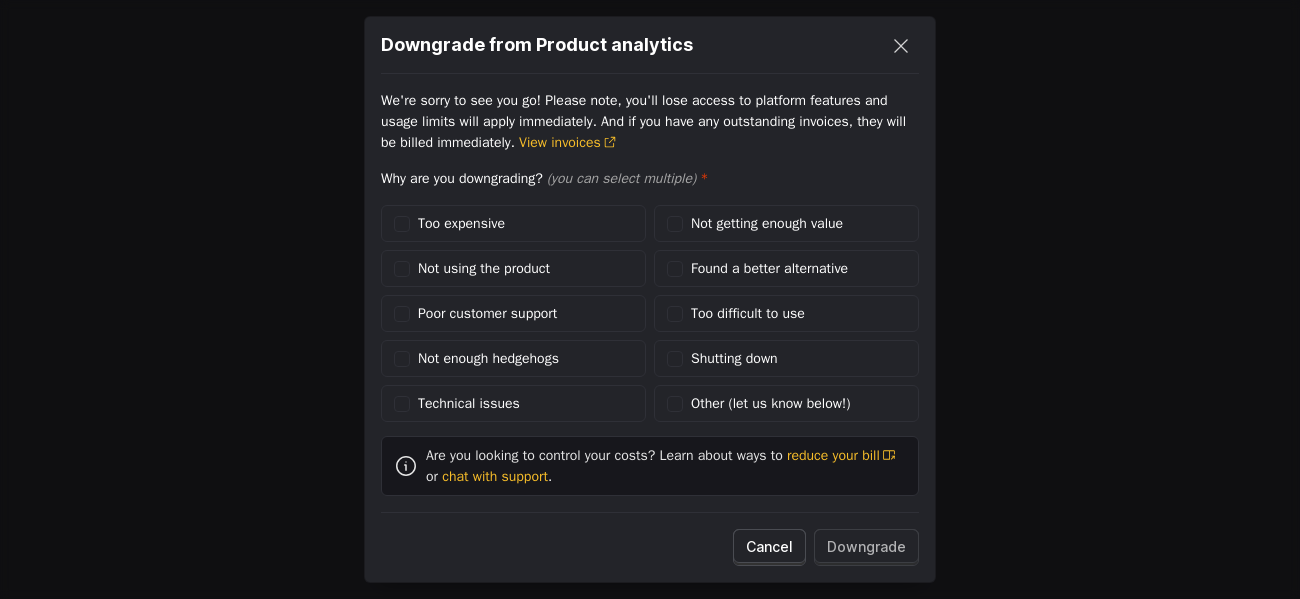 Downgrade from Product analytics
We're sorry to see you go! Please note, you'll lose access to platform features and
usage limits will apply immediately. And if you have any outstanding invoices, they will
be billed immediately. View invoices
Why are you downgrading? (you can select multiple) *
Too expensive
Not getting enough value
Not using the product
Found a better alternative
Poor customer support
Too difficult to use
Not enough hedgehogs
Shutting down
Technical issues
Other (let us know below!)
Are you looking to control your costs? Learn about ways to reduce your bill
or chat with support.
Cancel
Downgrade